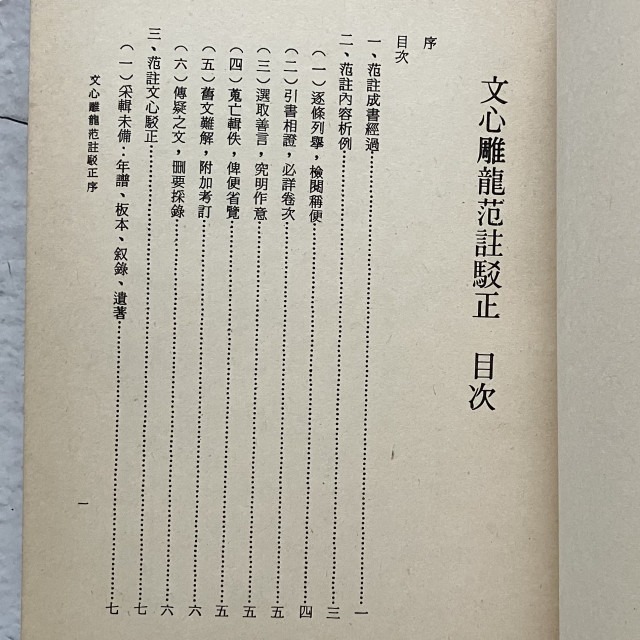 文心雕龍范註駁正　目次
序
目次
一、范註成書經過……一
二、范註內容析例……三
（一）逐條列舉，檢閱稱便……四
（二）引書相證，必詳卷次……五
（三）選取善言，究明作意……五
（四）蒐亡輯佚，俾便省覽……五
（五）舊文難解，附加考訂……六
（六）傳疑之文，刪要採錄……六
三、范註文心駁正……七
（一）采輯未備：年譜、板本、叙錄、遺著……七
文心雕龍范註駁正序
一